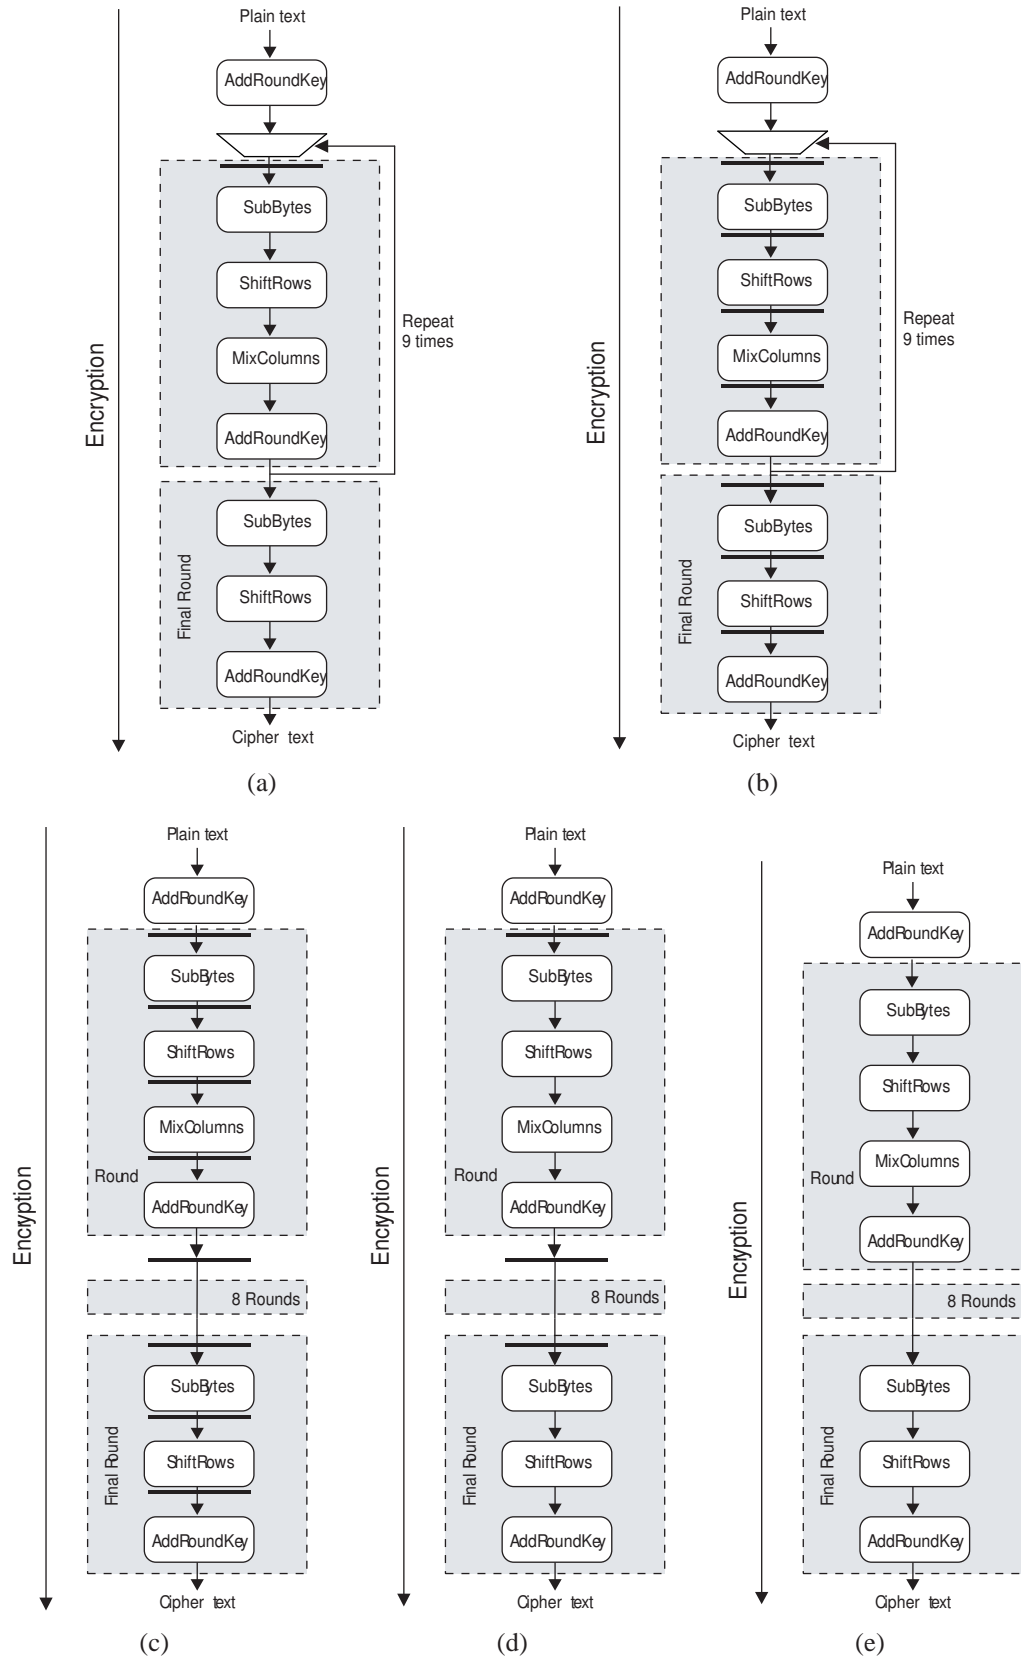 Plain text
AddRoundKey
SubBytes
ShiftRows
MixColumns
AddRoundKey
Repeat
9 times
Encryption
SubBytes
ShiftRows
AddRoundKey
Final Round
Cipher text
(a)
Plain text
AddRoundKey
SubBytes
ShiftRows
MixColumns
AddRoundKey
Repeat
9 times
Encryption
SubBytes
ShiftRows
AddRoundKey
Final Round
Cipher text
(b)
Plain text
AddRoundKey
SubBytes
ShiftRows
MixColumns
Round
AddRoundKey
Encryption
8 Rounds
SubBytes
ShiftRows
AddRoundKey
Final Round
Cipher text
(c)
Plain text
AddRoundKey
SubBytes
ShiftRows
MixColumns
Round
AddRoundKey
Encryption
8 Rounds
SubBytes
ShiftRows
AddRoundKey
Final Round
Cipher text
(d)
Plain text
AddRoundKey
SubBytes
ShiftRows
MixColumns
Round
AddRoundKey
Encryption
8 Rounds
SubBytes
ShiftRows
AddRoundKey
Final Round
Cipher text
(e)